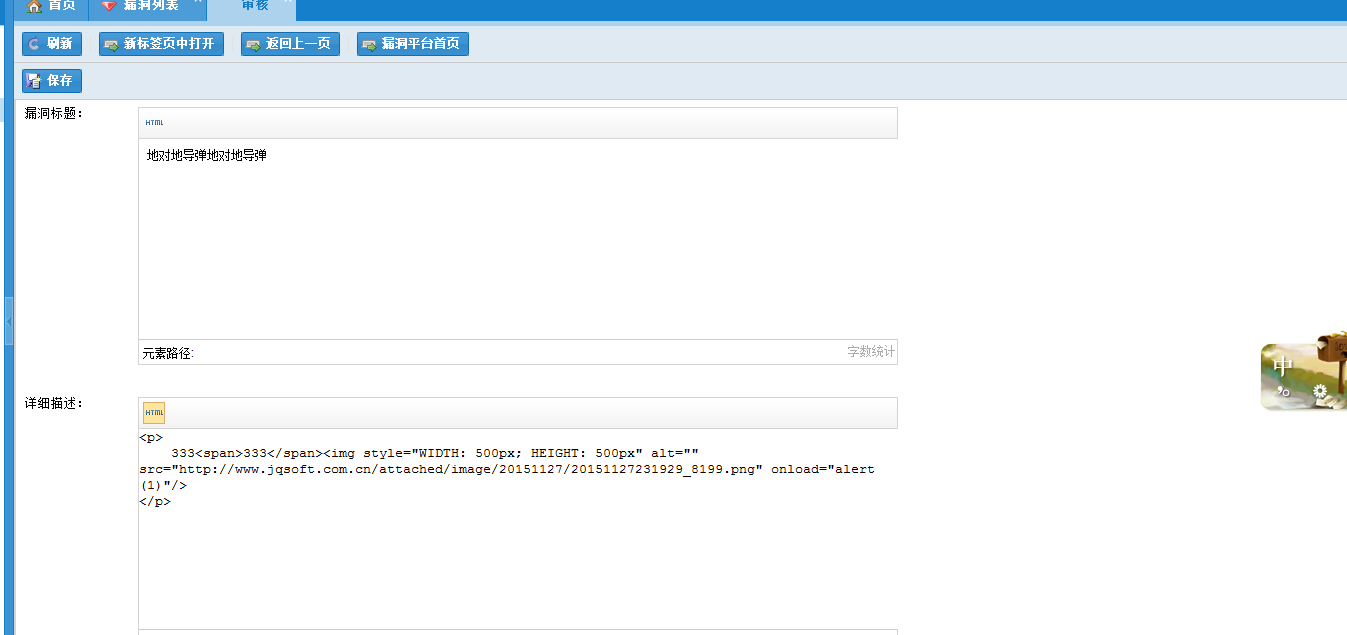 首页 漏洞列表 审核
刷新 新标签页中打开 返回上一页 漏洞平台首页
保存
漏洞标题：
HTML
地对地导弹地对地导弹
元素路径: 字数统计
详细描述：
HTML
<p>
333<span>333</span><img style="WIDTH: 500px; HEIGHT: 500px" alt=""
src="http://www.jqsoft.com.cn/attached/image/20151127/20151127231929_8199.png" onload="alert
(1)"/>
</p>
中